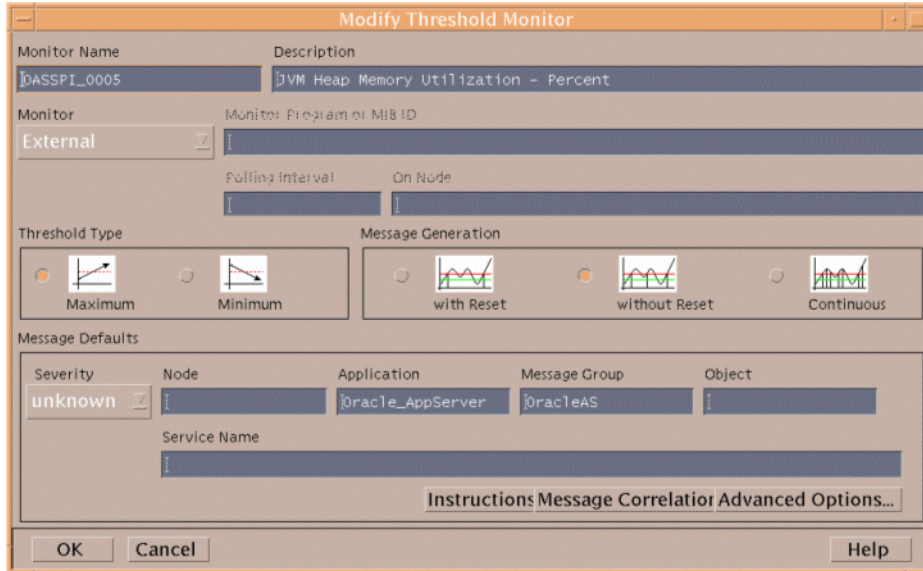 Modify Threshold Monitor
Monitor Name Description
OASSPI_0005 JVM Heap Memory Utilization - Percent
Monitor Monitor Program or MIB ID
External
Polling Interval On Node
Threshold Type Message Generation
Maximum Minimum with Reset without Reset Continuous
Message Defaults
Severity Node Application Message Group Object
unknown Oracle_AppServer OracleAS
Service Name
Instructions Message Correlation Advanced Options...
OK Cancel Help